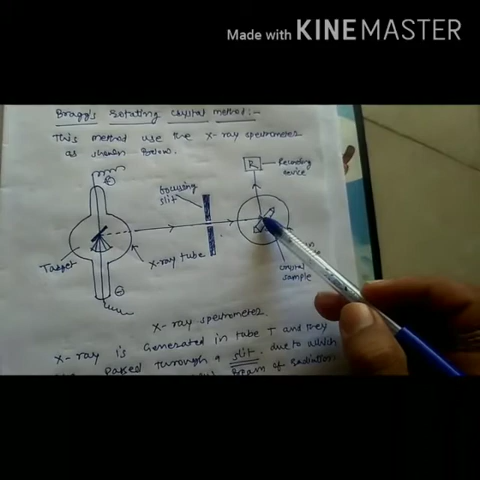 Made with KINEMASTER
Bragg's Rotating crystal method:-
This method use the X-ray spectrometer
as shown below.
R
Recording
device
focussing
slit
Target
X-ray tube
crystal
sample
X-ray spectrometer
X-ray is Generated in tube T and they
passed through a slit due to which
Beam of radiation